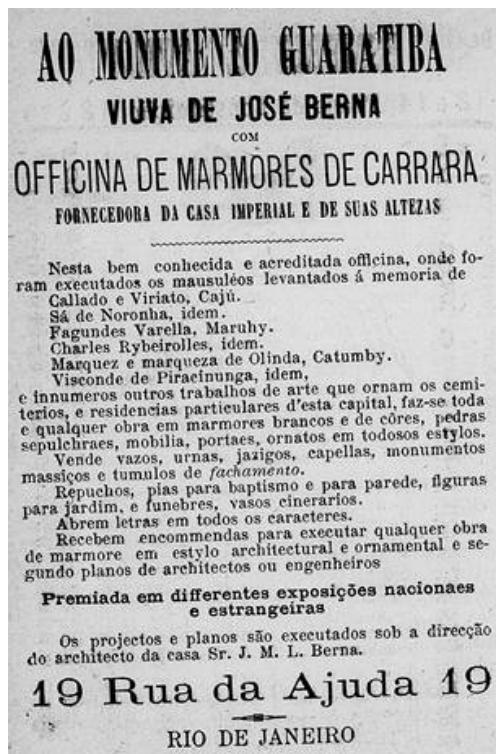 AO MONUMENTO GUARATIBA
VIUVA DE JOSÉ BERNA
COM
OFFICINA DE MARMORES DE CARRARA
FORNECEDORA DA CASA IMPERIAL E DE SUAS ALTEZAS
Nesta bem conhecida e acreditada officina, onde fo-
ram executados os mausuléos levantados á memoria de
Callado e Viriato, Cajú.
Sá de Noronha, idem.
Fagundes Varella, Maruhy.
Charles Rybeirolles, idem.
Marquez e marqueza de Olinda, Catumby.
Visconde de Piracinunga, idem,
e innumeros outros trabalhos de arte que ornam os cemi-
terios, e residencias particulares d'esta capital, faz-se toda
e qualquer obra em marmores brancos e de côres, pedras
sepulchraes, mobilia, portaes, ornatos em todosos estylos.
Vende vazos, urnas, jazigos, capellas, monumentos
massiços e tumulos de fachamento.
Repuchos, pias para baptismo e para parede, figuras
para jardim, e funebres, vasos cinerarios.
Abrem letras em todos os caracteres.
Recebem encommendas para executar qualquer obra
de marmore em estylo architectural e ornamental e se-
gundo planos de architectos ou engenheiros
Premiada em differentes exposições nacionaes
e estrangeiras
Os projectos e planos são executados sob a direcção
do architecto da casa Sr. J. M. L. Berna.
19 Rua da Ajuda 19
RIO DE JANEIRO